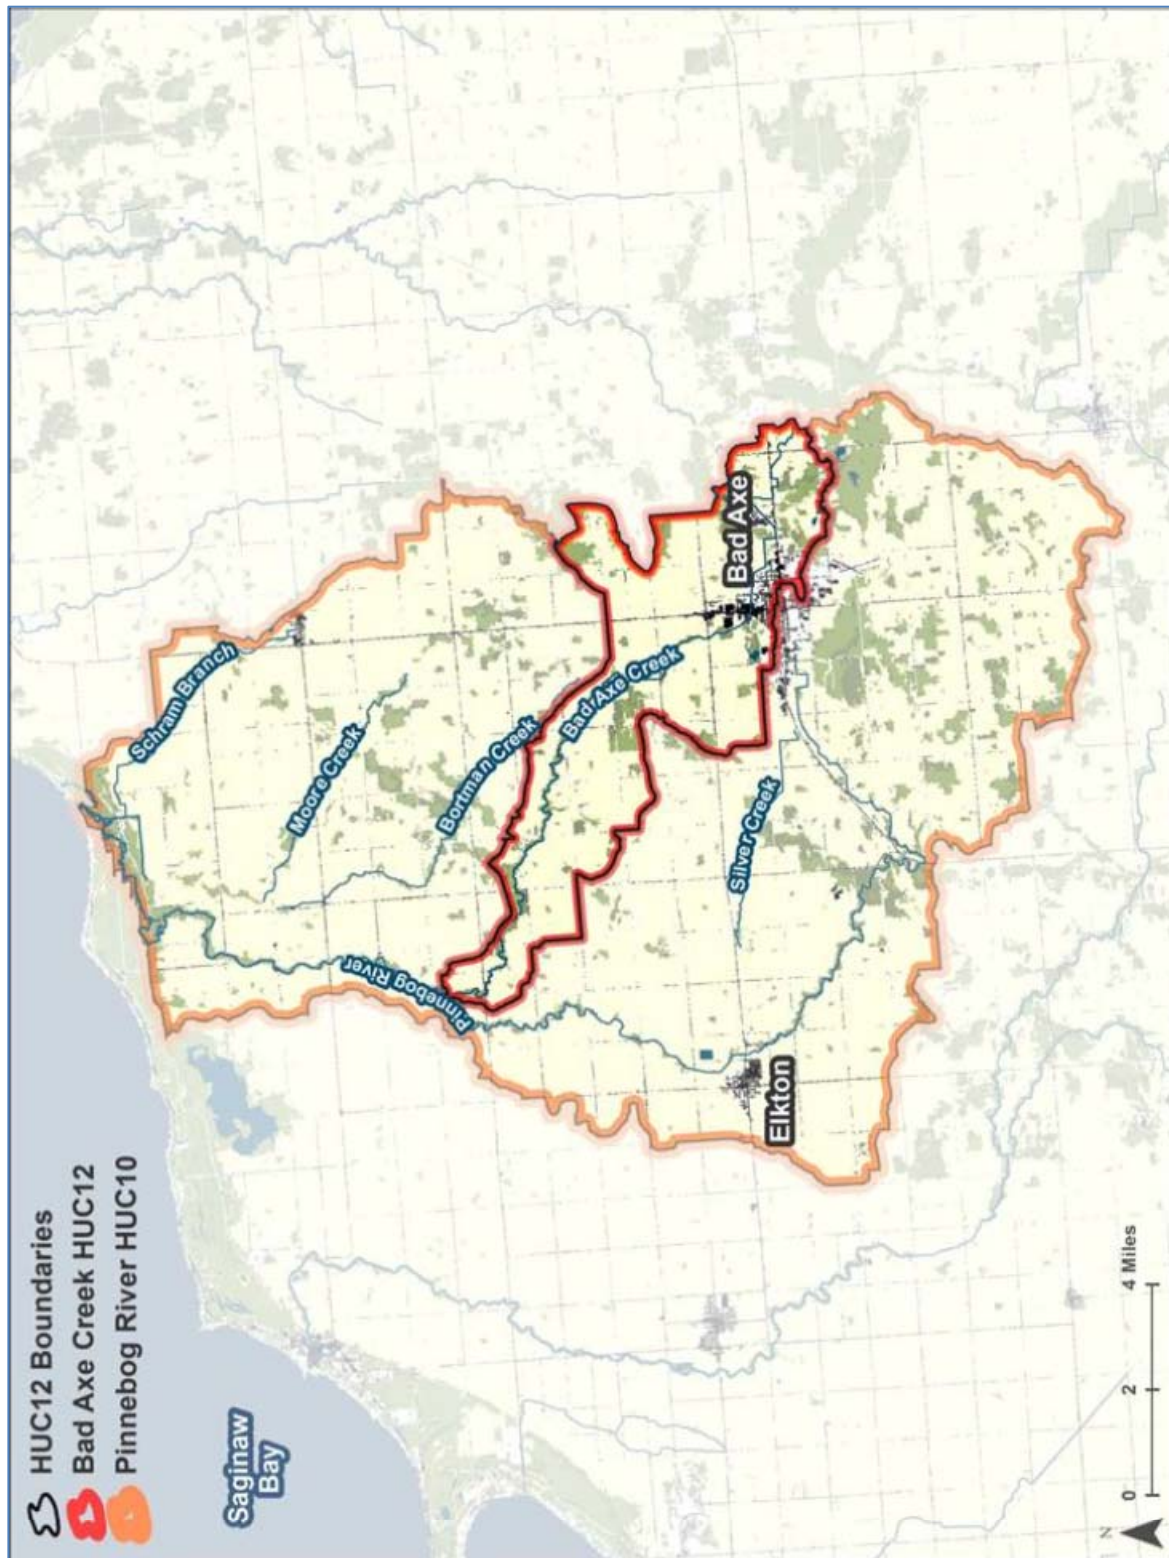 HUC12 Boundaries
Bad Axe Creek HUC12
Pinnebog River HUC10
Saginaw
Bay
Schram Branch
Moore Creek
Pinnebog River
Bortman Creek
Bad Axe Creek
Bad Axe
Silver Creek
Elkton
N
0 2 4 Miles